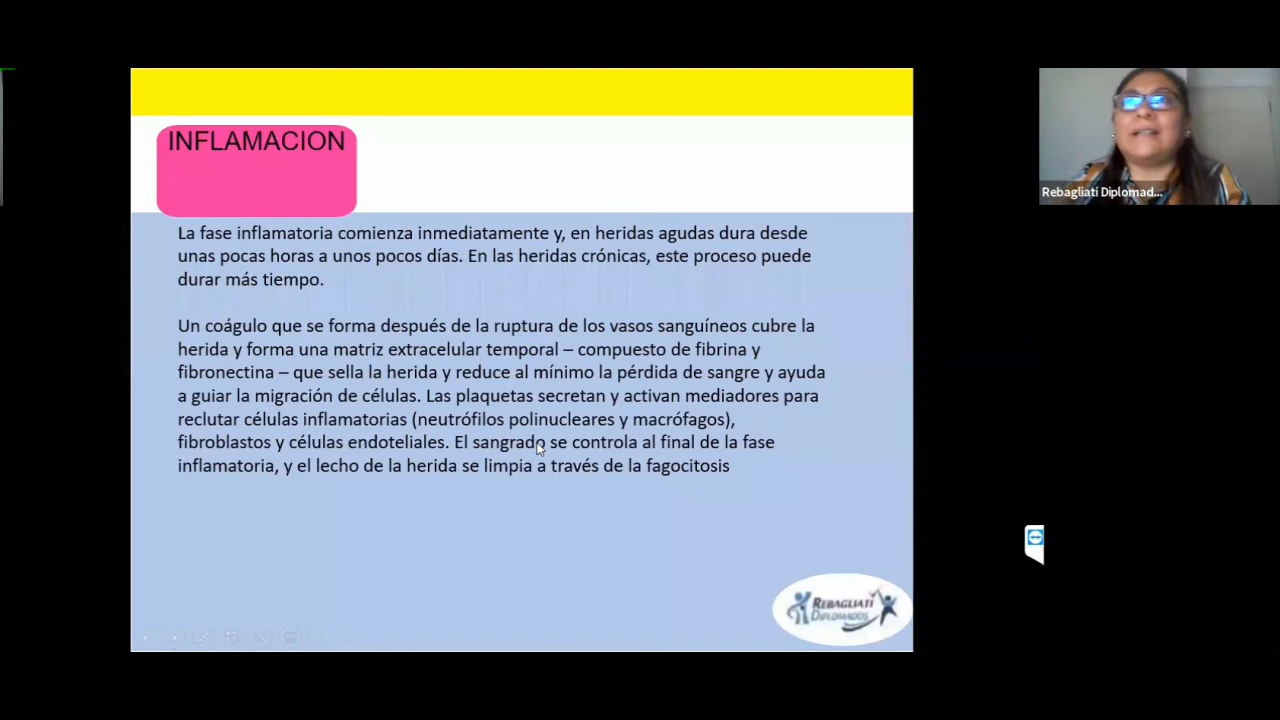 INFLAMACION
La fase inflamatoria comienza inmediatamente y, en heridas agudas dura desde
unas pocas horas a unos pocos días. En las heridas crónicas, este proceso puede
durar más tiempo.
Un coágulo que se forma después de la ruptura de los vasos sanguíneos cubre la
herida y forma una matriz extracelular temporal – compuesto de fibrina y
fibronectina – que sella la herida y reduce al mínimo la pérdida de sangre y ayuda
a guiar la migración de células. Las plaquetas secretan y activan mediadores para
reclutar células inflamatorias (neutrófilos polinucleares y macrófagos),
fibroblastos y células endoteliales. El sangrado se controla al final de la fase
inflamatoria, y el lecho de la herida se limpia a través de la fagocitosis
REBAGLIATI
DIPLOMADOS
Rebagliati Diplomad...